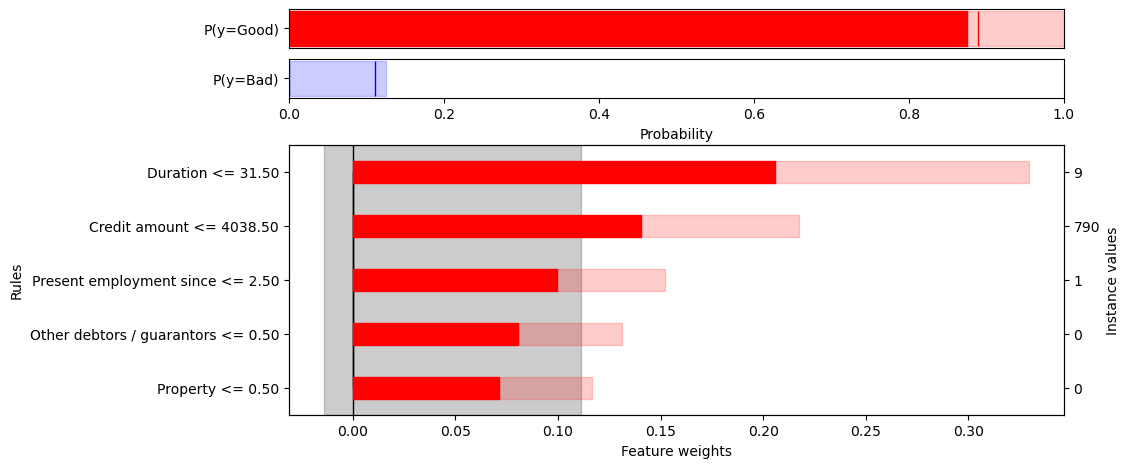 P(y=Good)
P(y=Bad)
0.0 0.2 0.4 0.6 0.8 1.0
Probability
Duration <= 31.50 9
Credit amount <= 4038.50 790
Present employment since <= 2.50 1
Other debtors / guarantors <= 0.50 0
Property <= 0.50 0
Rules
Instance values
0.00 0.05 0.10 0.15 0.20 0.25 0.30
Feature weights